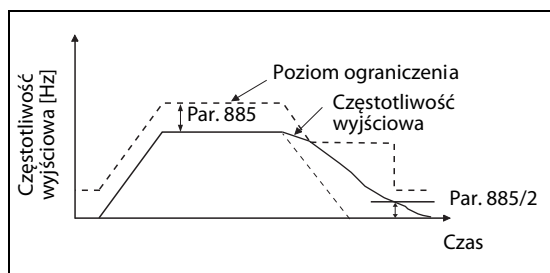 Częstotliwość
wyjściowa [Hz]
Poziom ograniczenia
Par. 885
Częstotliwość
wyjściowa
Par. 885/2
Czas